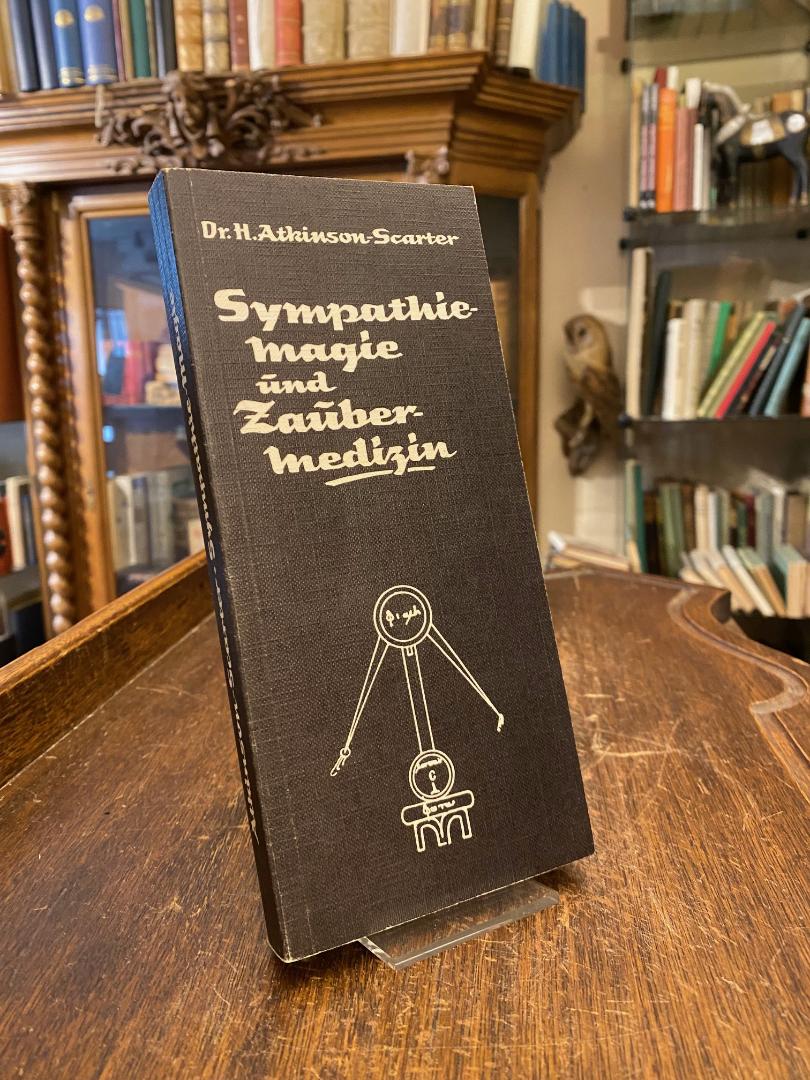 Dr. H. Atkinson-Scarter
Sympathie-
magie
und
Zauber-
medizin